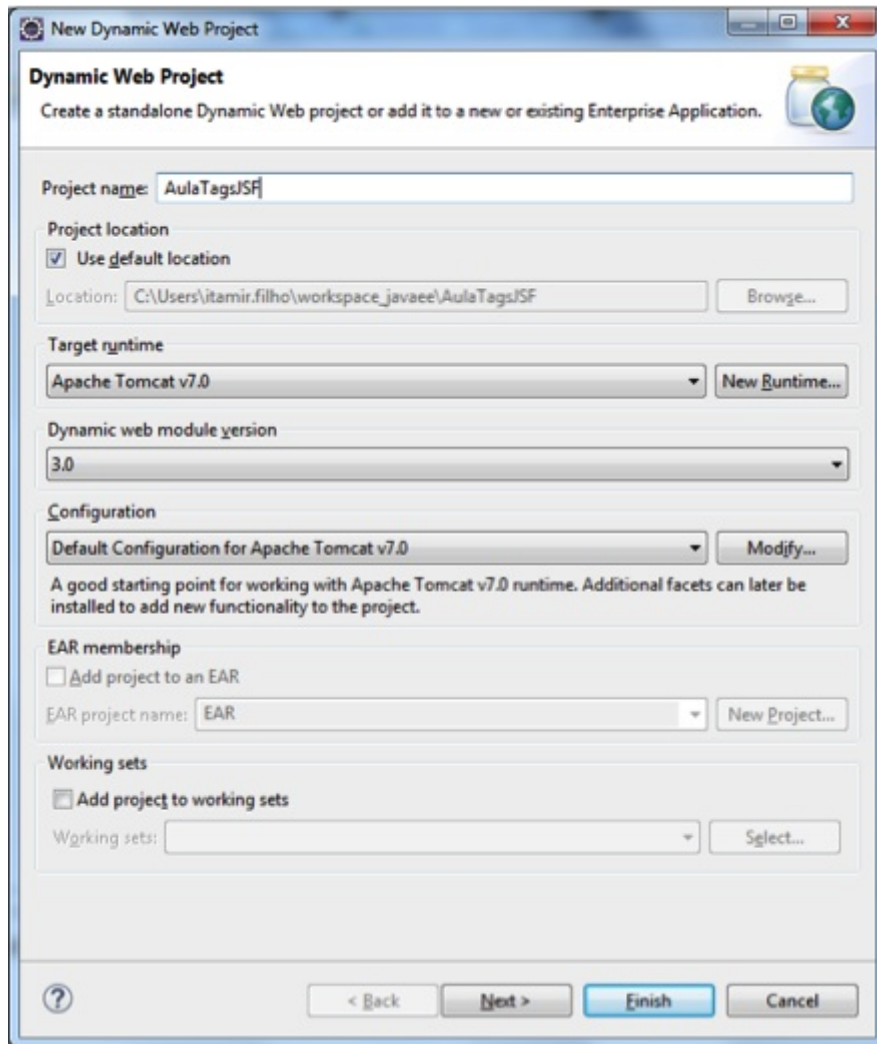 New Dynamic Web Project
Dynamic Web Project
Create a standalone Dynamic Web project or add it to a new or existing Enterprise Application.
Project name: AulaTagsJSF
Project location
Use default location
Location: C:\Users\itamir.filho\workspace_javaee\AulaTagsJSF Browse...
Target runtime
Apache Tomcat v7.0 New Runtime...
Dynamic web module version
3.0
Configuration
Default Configuration for Apache Tomcat v7.0 Modify...
A good starting point for working with Apache Tomcat v7.0 runtime. Additional facets can later be
installed to add new functionality to the project.
EAR membership
Add project to an EAR
EAR project name: EAR New Project...
Working sets
Add project to working sets
Working sets: Select...
? < Back Next > Finish Cancel